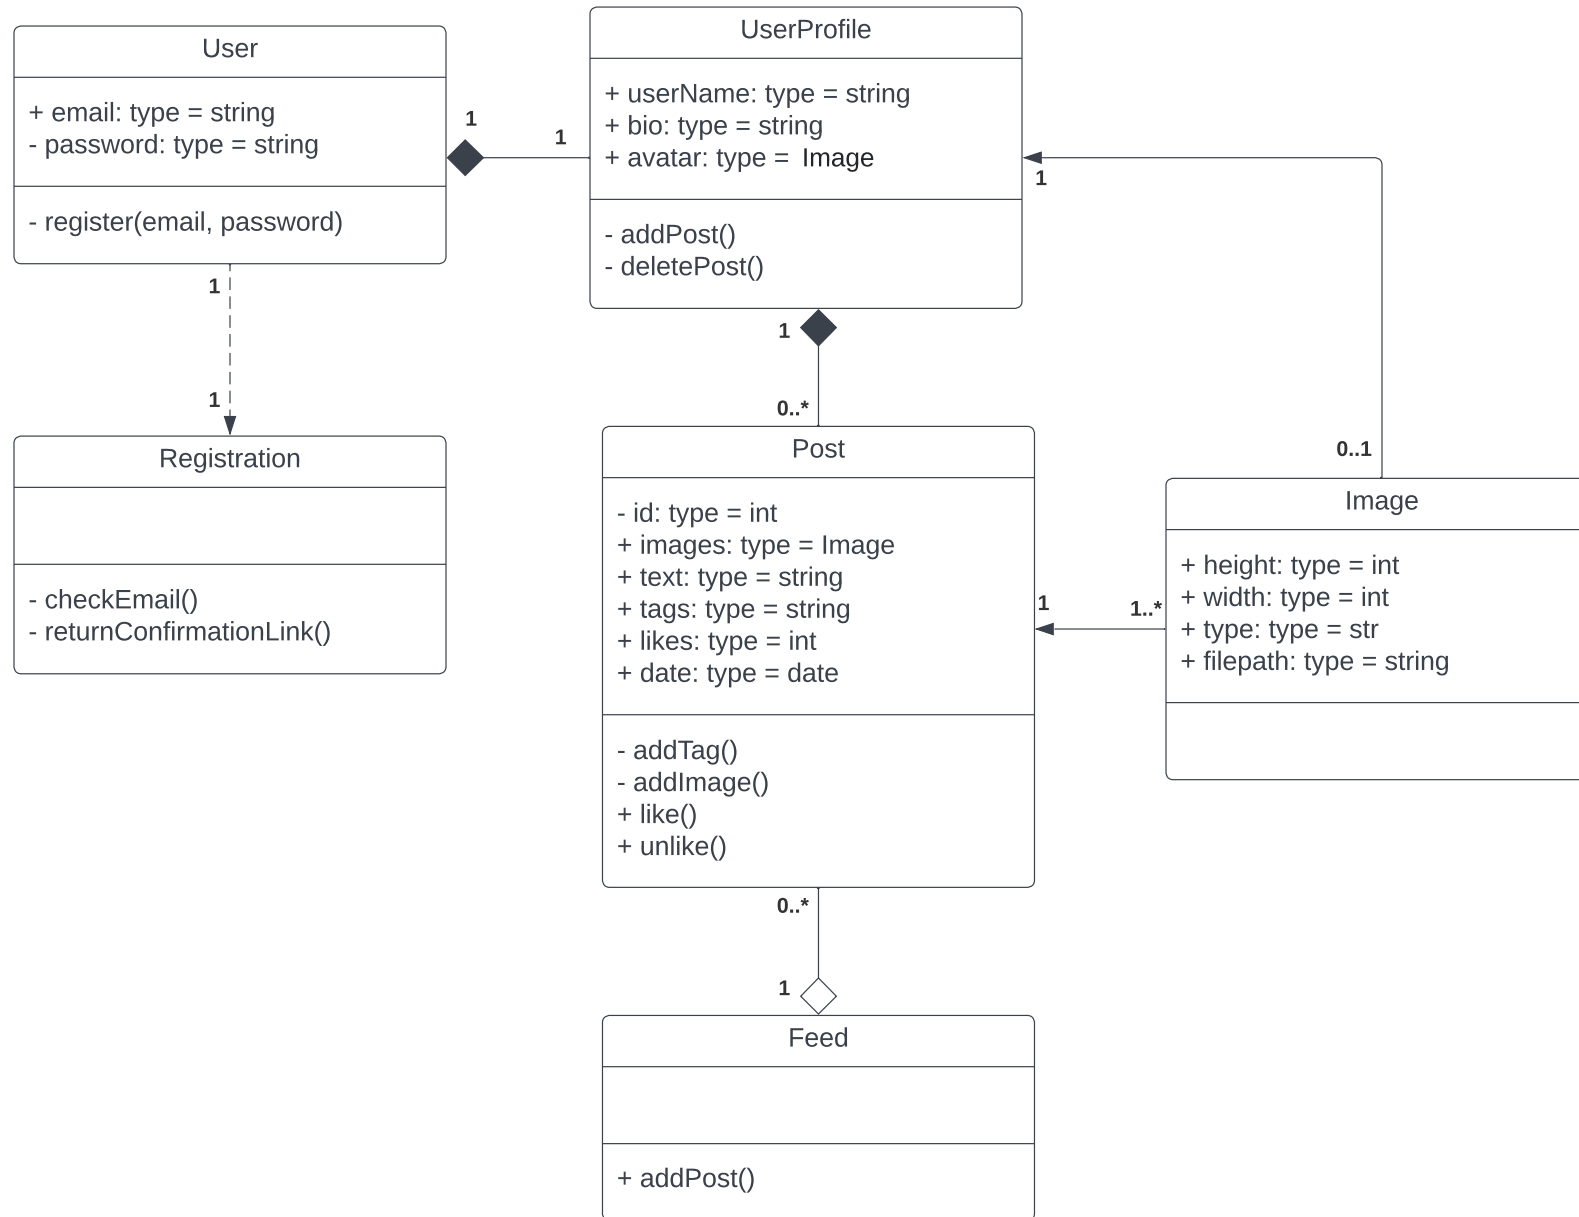 User
+ email: type = string
- password: type = string
- register(email, password)
1
1
UserProfile
+ userName: type = string
+ bio: type = string
+ avatar: type = Image
- addPost()
- deletePost()
1
0..1
1
1
Registration
- checkEmail()
- returnConfirmationLink()
1
0..*
Post
- id: type = int
+ images: type = Image
+ text: type = string
+ tags: type = string
+ likes: type = int
+ date: type = date
- addTag()
- addImage()
+ like()
+ unlike()
1
1..*
Image
+ height: type = int
+ width: type = int
+ type: type = str
+ filepath: type = string
0..*
1
Feed
+ addPost()